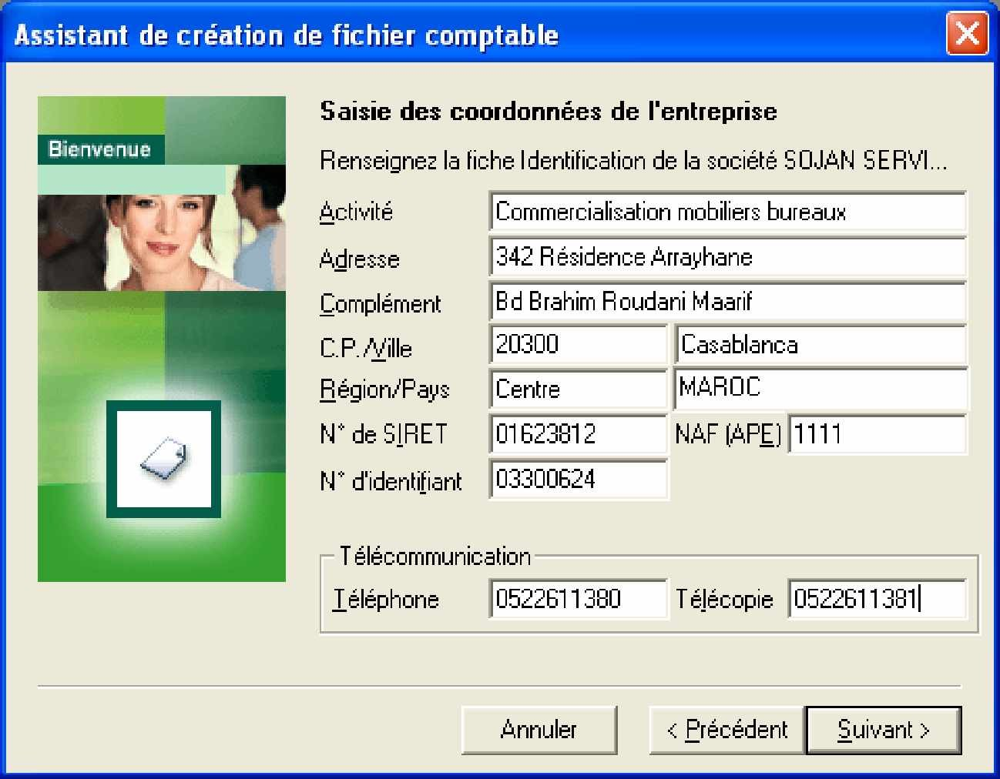 Assistant de création de fichier comptable
Bienvenue
Saisie des coordonnées de l'entreprise
Renseignez la fiche Identification de la société SOJAN SERVI...
Activité Commercialisation mobiliers bureaux
Adresse 342 Résidence Arrayhane
Complément Bd Brahim Roudani Maarif
C.P./Ville 20300 Casablanca
Région/Pays Centre MAROC
N° de SIRET 01623812 NAF (APE) 1111
N° d'identifiant 03300624
Télécommunication
Téléphone 0522611380 Télécopie 0522611381
Annuler < Précédent Suivant >